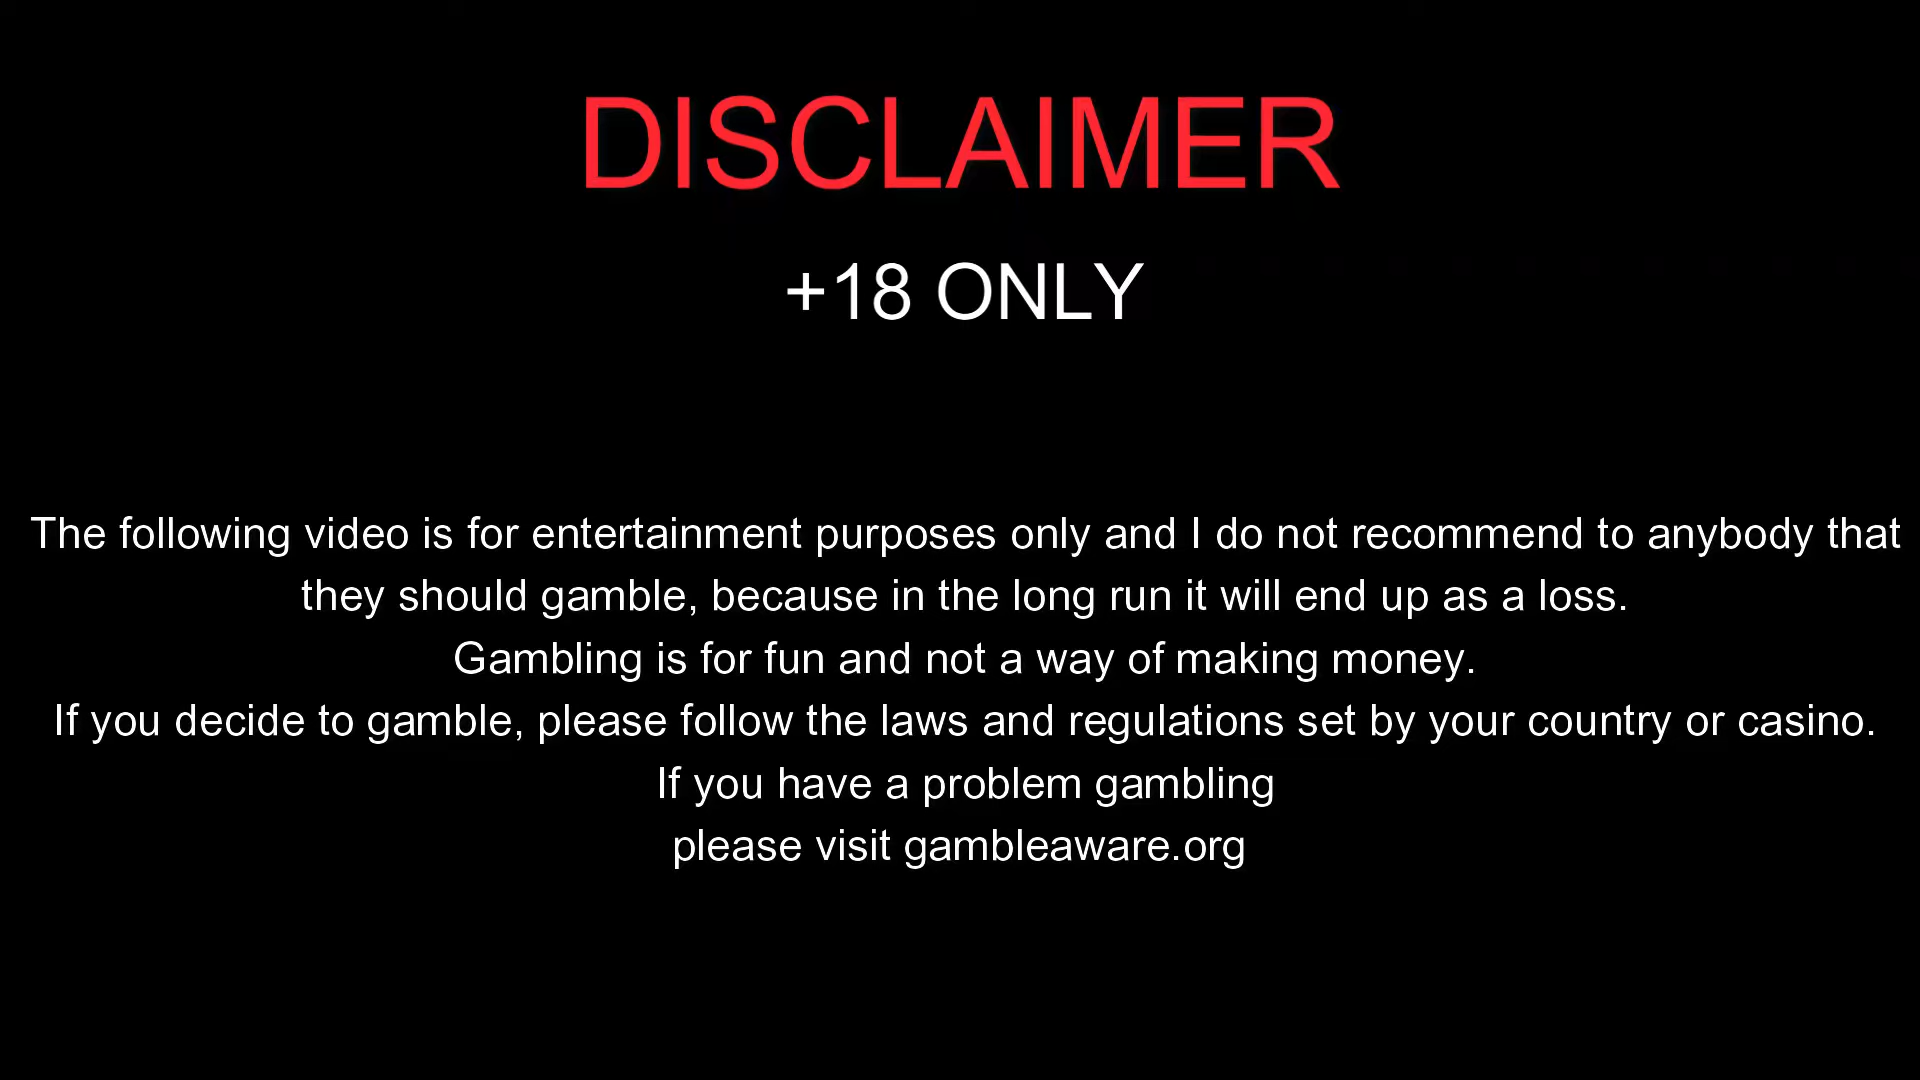 DISCLAIMER
+18 ONLY
The following video is for entertainment purposes only and I do not recommend to anybody that
they should gamble, because in the long run it will end up as a loss.
Gambling is for fun and not a way of making money.
If you decide to gamble, please follow the laws and regulations set by your country or casino.
If you have a problem gambling
please visit gambleaware.org